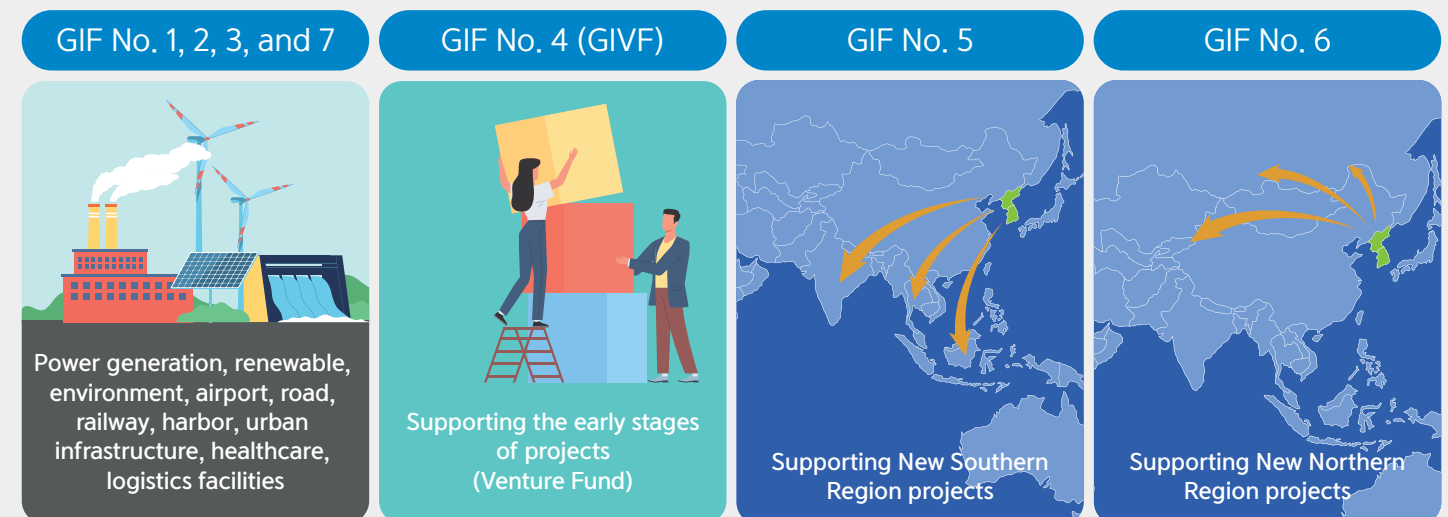 GIF No. 1, 2, 3, and 7
Power generation, renewable,
environment, airport, road,
railway, harbor, urban
infrastructure, healthcare,
logistics facilities
GIF No. 4 (GIVF)
Supporting the early stages
of projects
(Venture Fund)
GIF No. 5
Supporting New Southern
Region projects
GIF No. 6
Supporting New Northern
Region projects